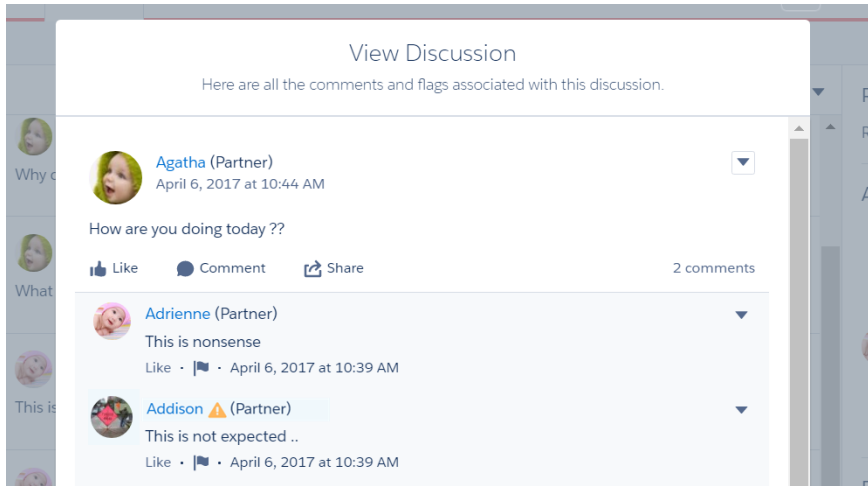 View Discussion
Here are all the comments and flags associated with this discussion.
Why
Agatha (Partner)
April 6, 2017 at 10:44 AM
How are you doing today ??
Like Comment Share 2 comments
What
Adrienne (Partner)
This is nonsense
Like · · April 6, 2017 at 10:39 AM
This is
Addison (Partner)
This is not expected ..
Like · · April 6, 2017 at 10:39 AM